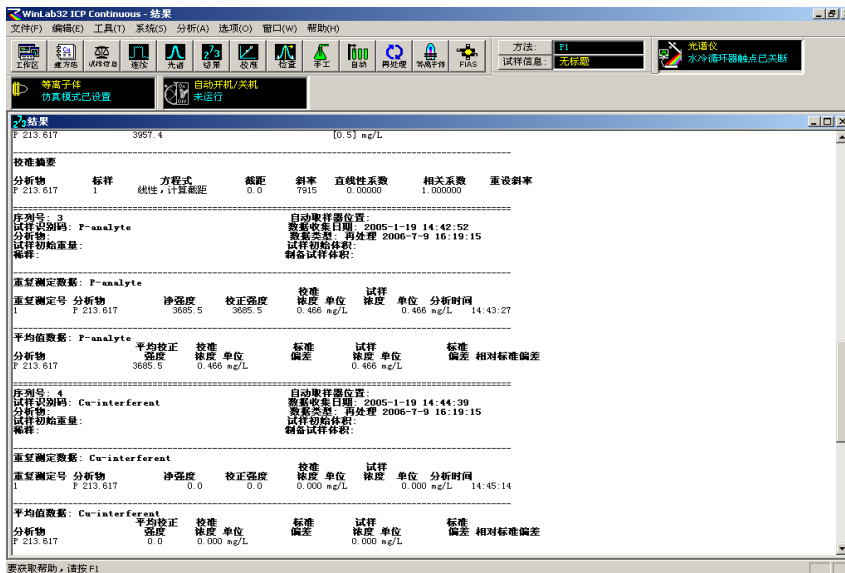 WinLab32 ICP Continuous - 结果
文件(F) 编辑(E) 工具(T) 系统(S) 分析(A) 选项(O) 窗口(W) 帮助(H)
工作区 建方法 试样信息 连按 光谱 结果 校准 检查 手工 自动 再处理 等离子体 FIAS
方法: P1
试样信息: 无标题
光谱仪
水冷循环器触点已关断
等离子体
仿真模式已设置
自动开机/关机
未运行
结果
P 213.617 3957.4 [0.5] mg/L
校准摘要
分析物 标样 方程式 截距 斜率 直线性系数 相关系数 重设斜率
P 213.617 1 线性，计算截距 0.0 7915 0.00000 1.000000
序列号: 3 自动取样器位置:
试样识别码: P-analyte 数据收集日期: 2005-1-19 14:42:52
分析物: 数据类型: 再处理 2006-7-9 16:19:15
试样初始重量: 试样初始体积:
稀释: 制备试样体积:
重复测定数据: P-analyte
校准 试样
重复测定号 分析物 净强度 校正强度 浓度 单位 浓度 单位 分析时间
1 P 213.617 3685.5 3685.5 0.466 mg/L 0.466 mg/L 14:43:27
平均值数据: P-analyte
平均校正 校准 标准 试样 标准
分析物 强度 浓度 单位 偏差 浓度 单位 偏差 相对标准偏差
P 213.617 3685.5 0.466 mg/L 0.466 mg/L
序列号: 4 自动取样器位置:
试样识别码: Cu-interferent 数据收集日期: 2005-1-19 14:44:39
分析物: 数据类型: 再处理 2006-7-9 16:19:15
试样初始重量: 试样初始体积:
稀释: 制备试样体积:
重复测定数据: Cu-interferent
校准 试样
重复测定号 分析物 净强度 校正强度 浓度 单位 浓度 单位 分析时间
1 P 213.617 0.0 0.0 0.000 mg/L 0.000 mg/L 14:45:14
平均值数据: Cu-interferent
平均校正 校准 标准 试样 标准
分析物 强度 浓度 单位 偏差 浓度 单位 偏差 相对标准偏差
P 213.617 0.0 0.000 mg/L 0.000 mg/L
要获取帮助，请按 F1